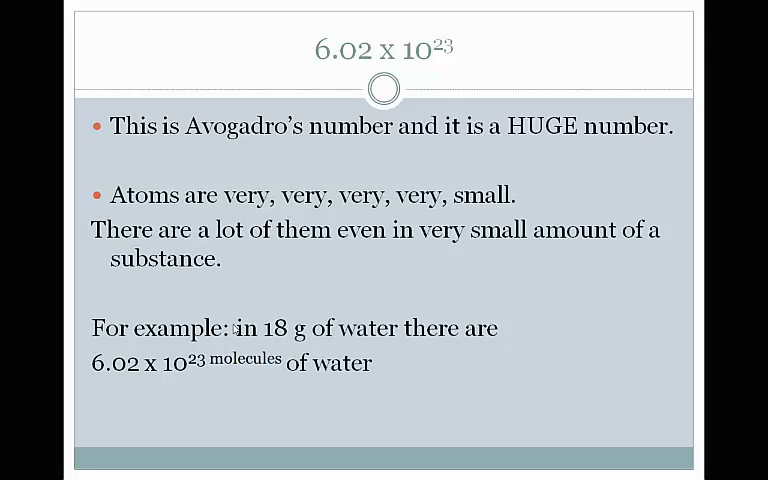 6.02 x 10²³
• This is Avogadro's number and it is a HUGE number.
• Atoms are very, very, very, very, small.
There are a lot of them even in very small amount of a
substance.
For example: in 18 g of water there are
6.02 x 10²³ ᵐᵒˡᵉᶜᵘˡᵉˢ of water